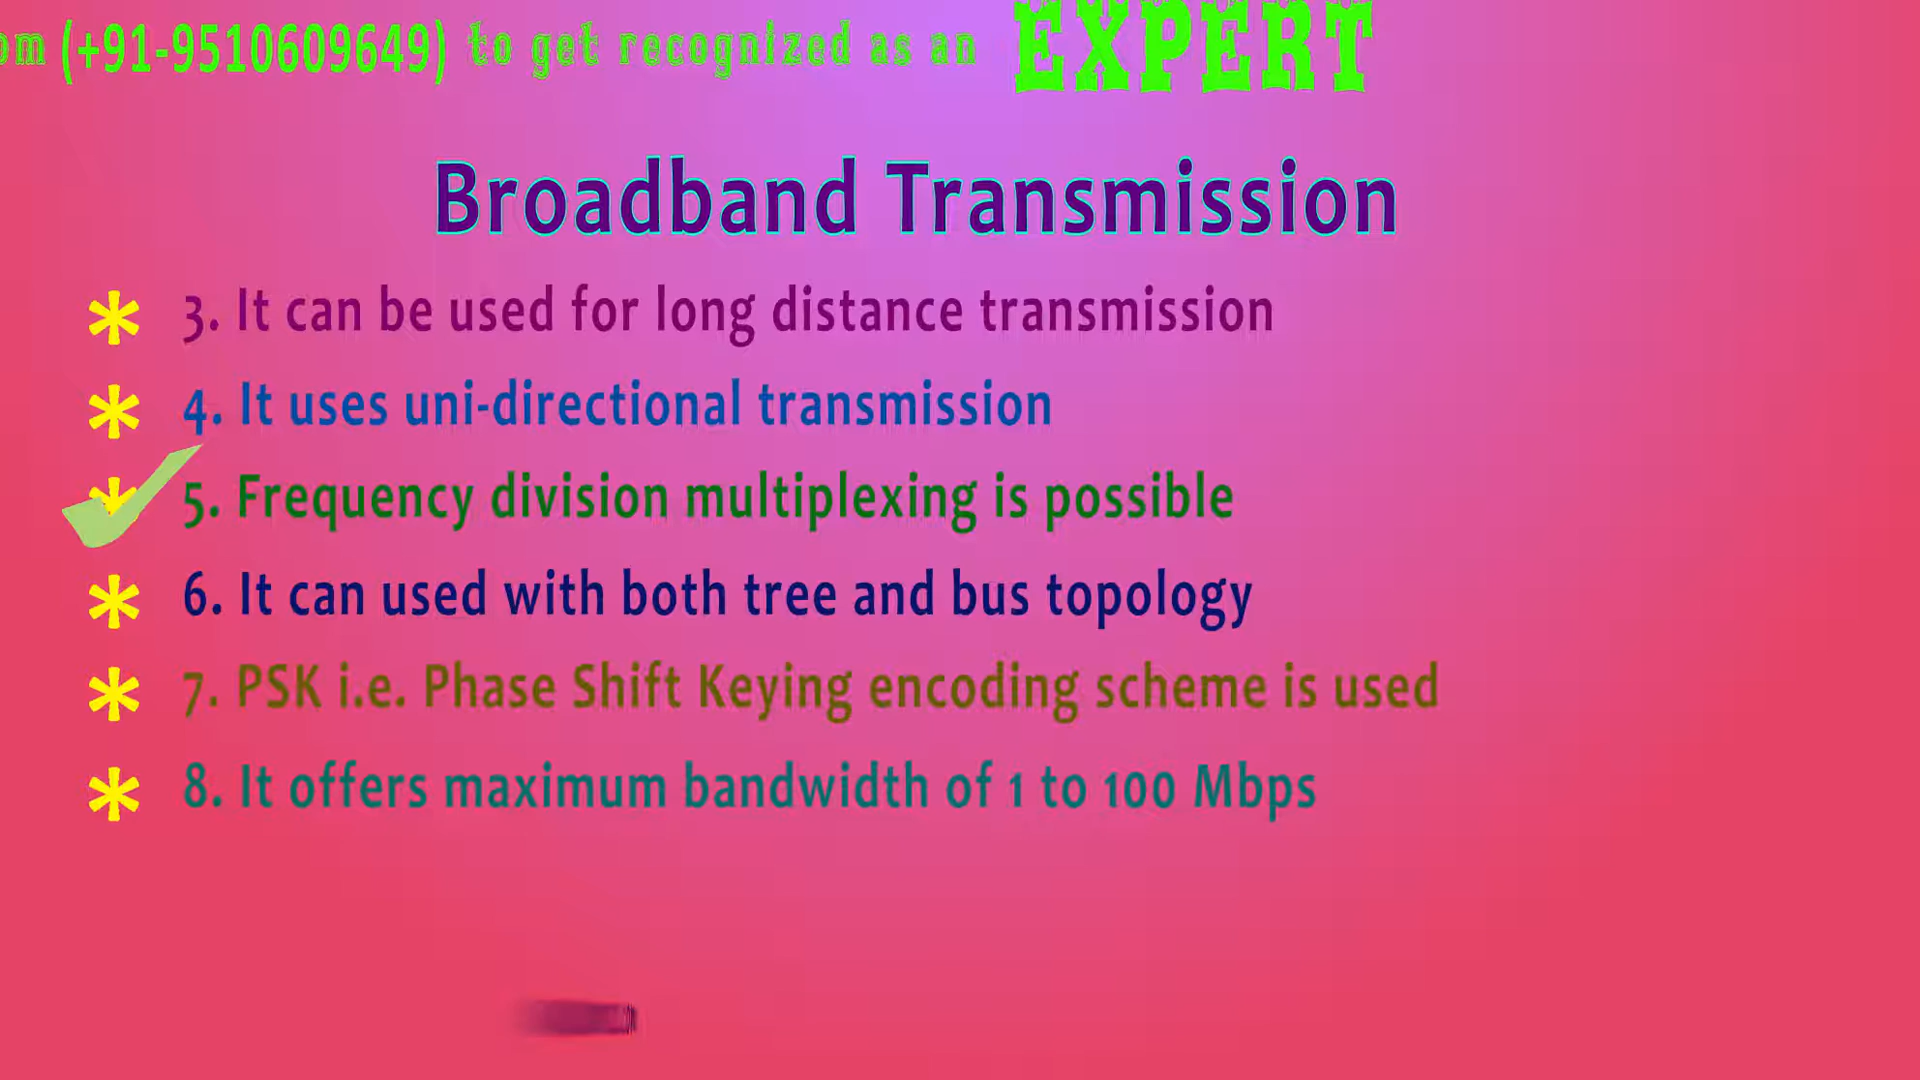 om (+91-9510609649) to get recognized as an EXPERT
Broadband Transmission
* 3. It can be used for long distance transmission
* 4. It uses uni-directional transmission
* 5. Frequency division multiplexing is possible
* 6. It can used with both tree and bus topology
* 7. PSK i.e. Phase Shift Keying encoding scheme is used
* 8. It offers maximum bandwidth of 1 to 100 Mbps